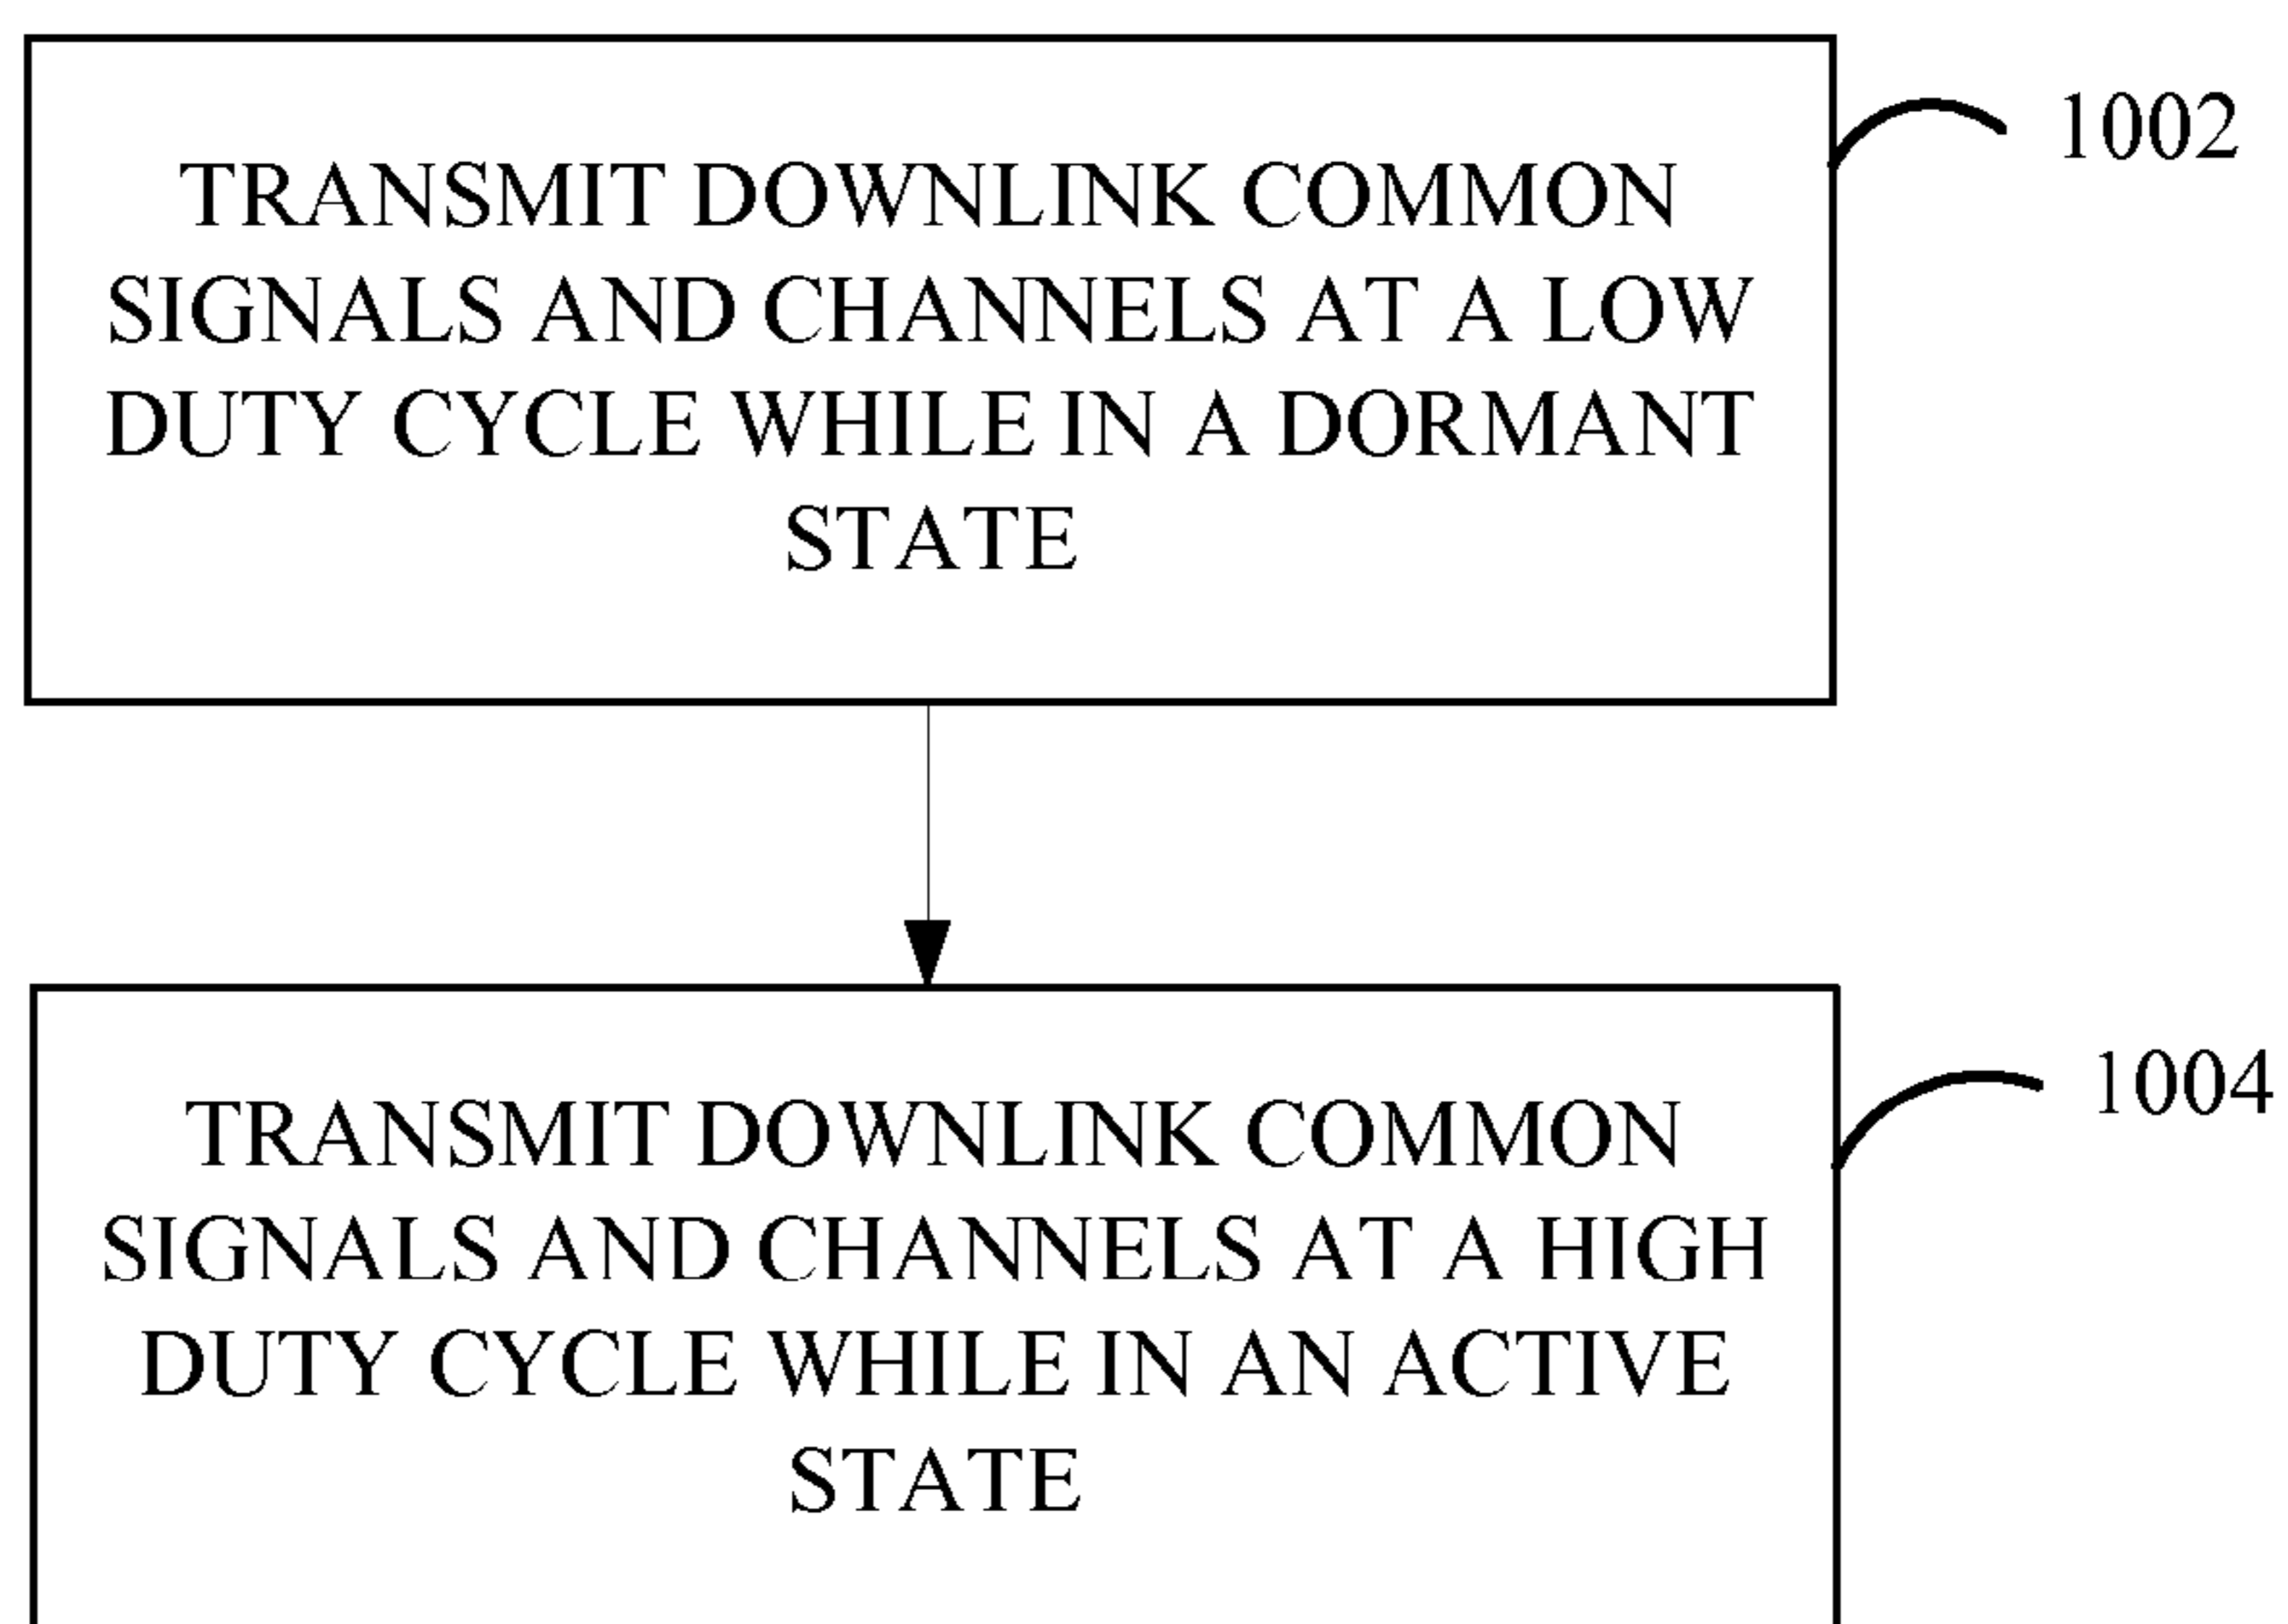 TRANSMIT DOWNLINK COMMON
SIGNALS AND CHANNELS AT A LOW
DUTY CYCLE WHILE IN A DORMANT
STATE
1002
TRANSMIT DOWNLINK COMMON
SIGNALS AND CHANNELS AT A HIGH
DUTY CYCLE WHILE IN AN ACTIVE
STATE
1004